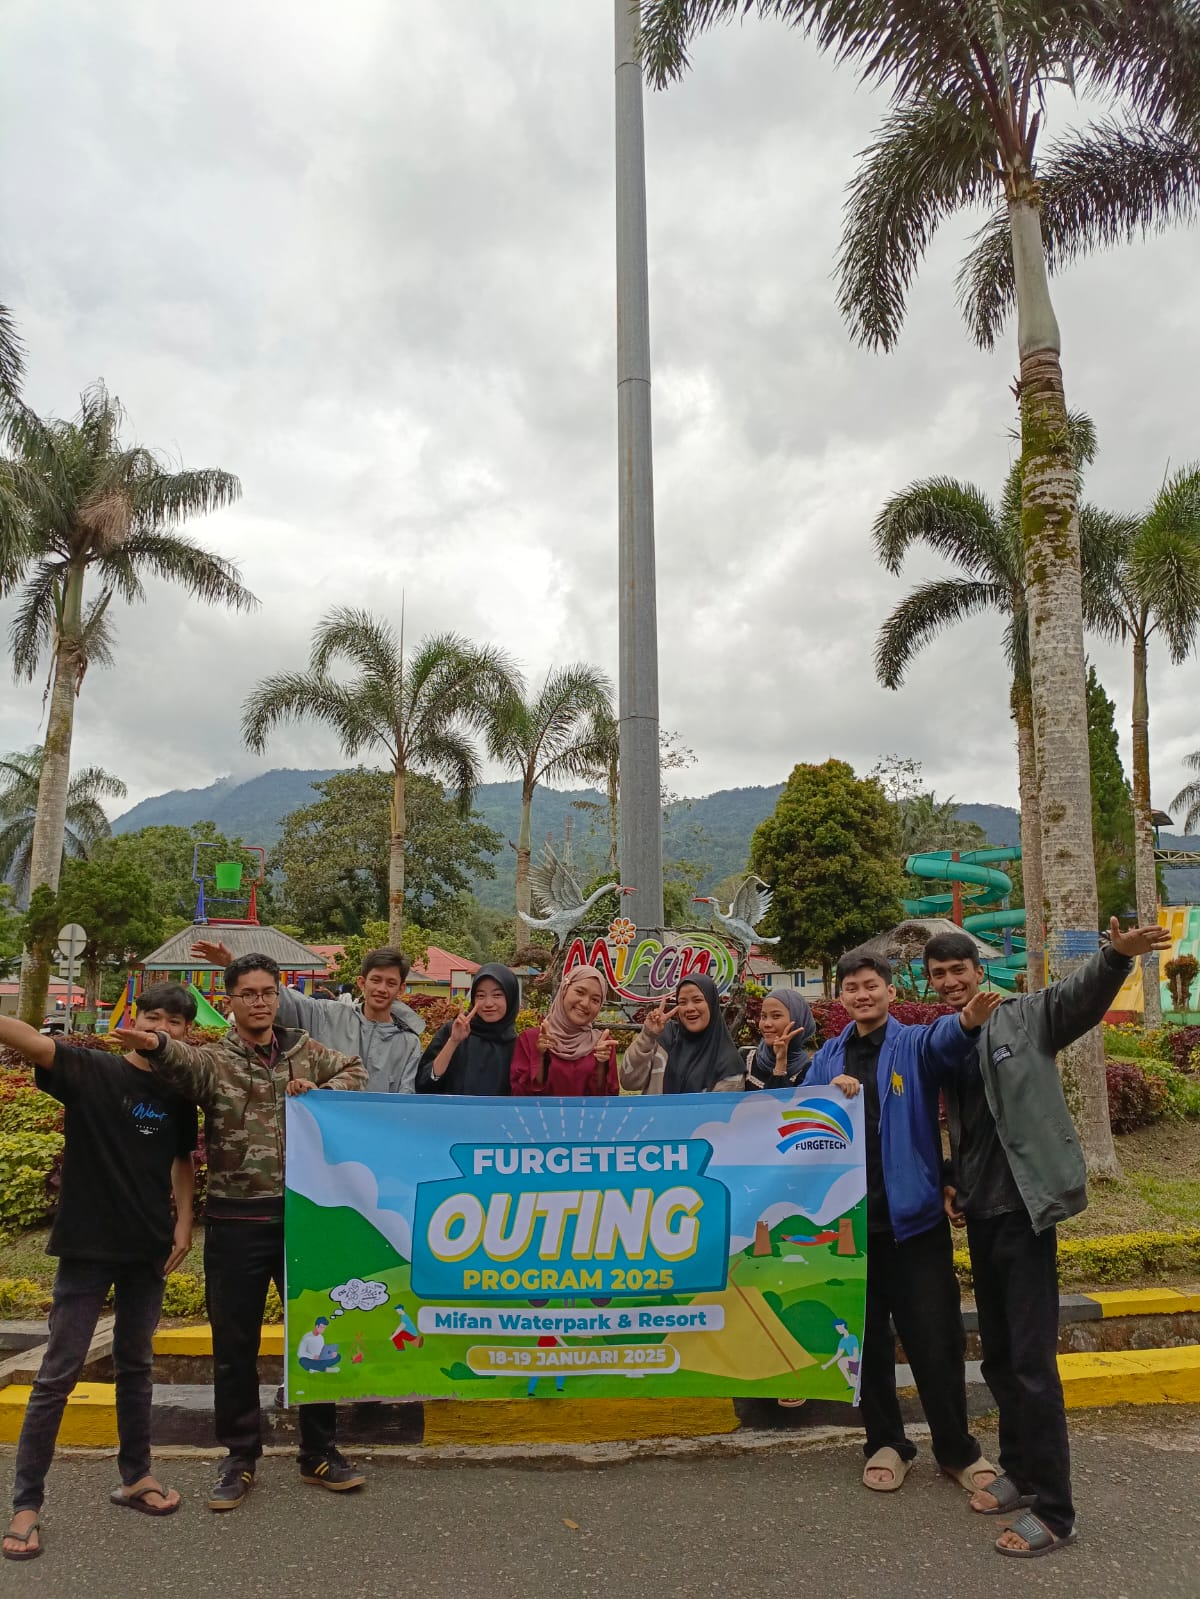 Mifan
FURGETECH
FURGETECH
OUTING
PROGRAM 2025
Mifan Waterpark & Resort
18-19 JANUARI 2025